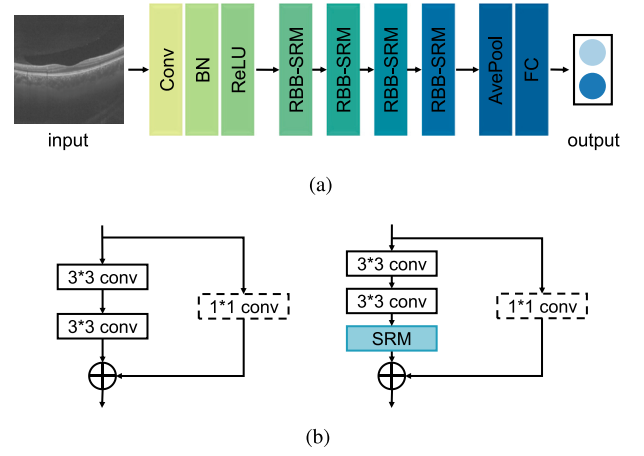 input
Conv
BN
ReLU
RBB-SRM
RBB-SRM
RBB-SRM
RBB-SRM
AvePool
FC
output
(a)
3*3 conv
3*3 conv
1*1 conv
3*3 conv
3*3 conv
SRM
1*1 conv
(b)